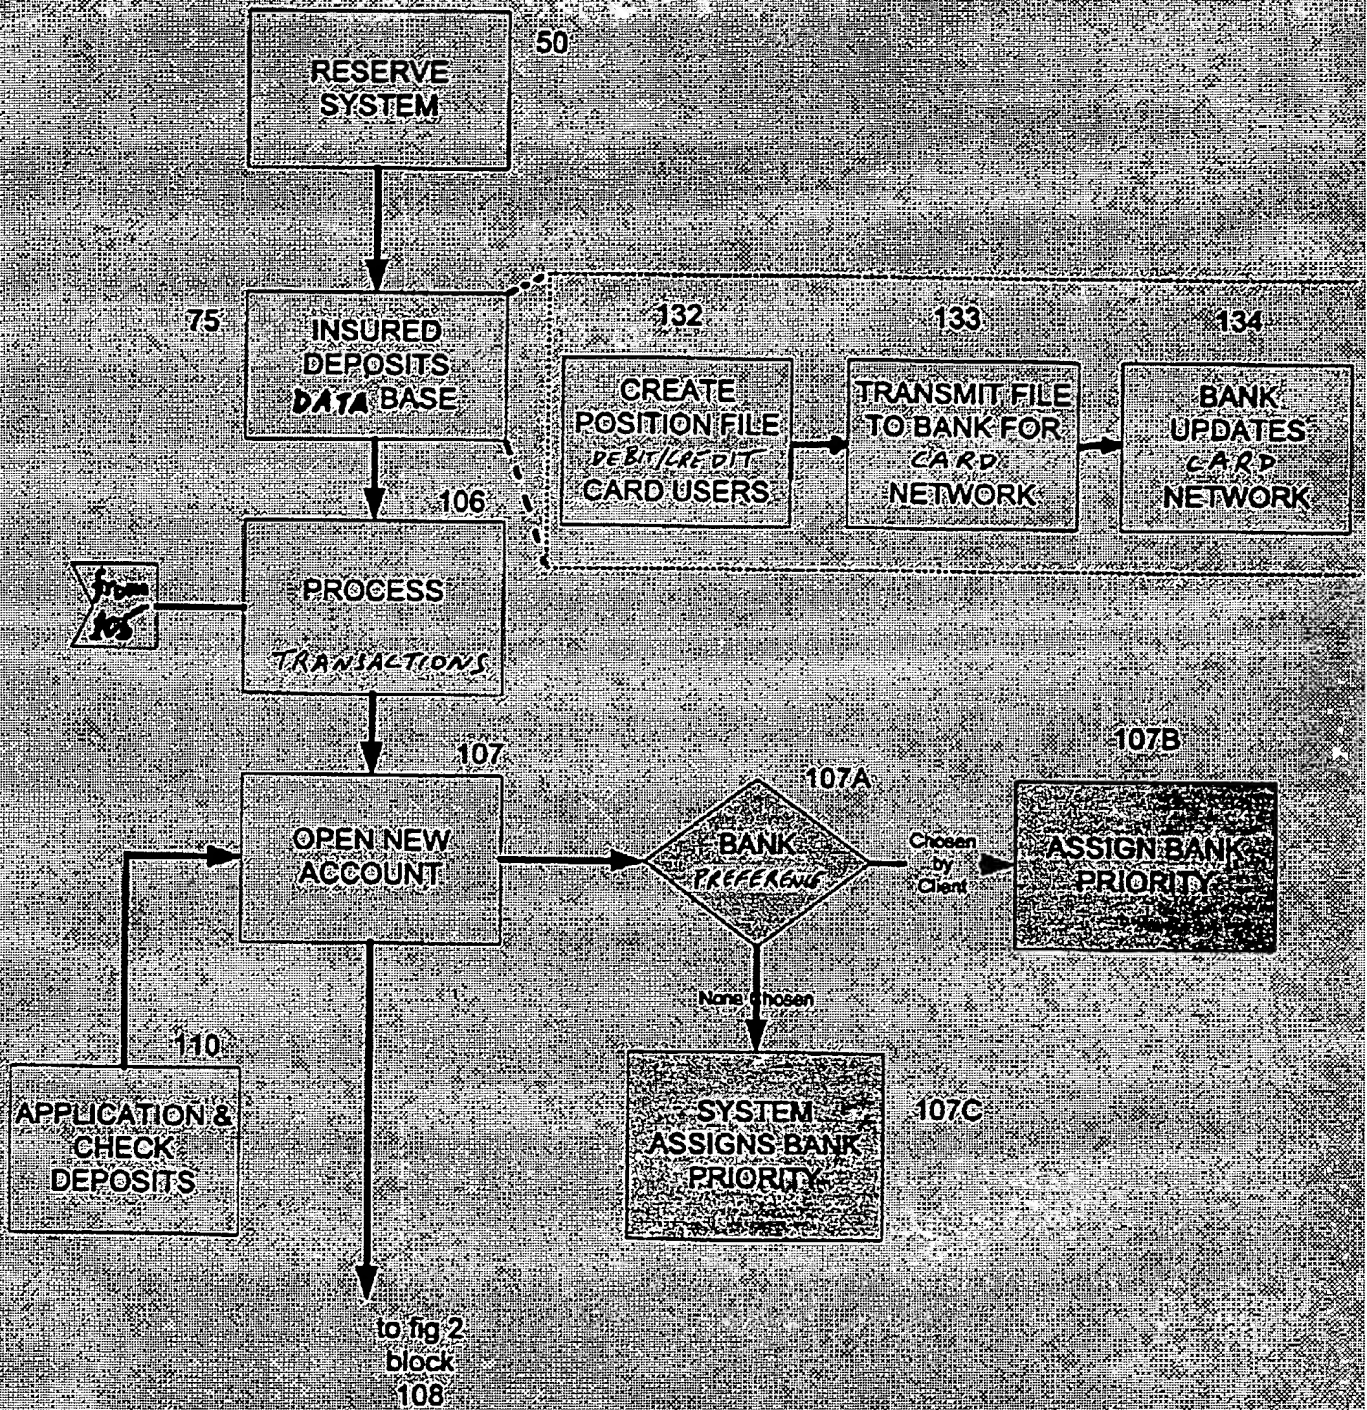 50
RESERVE
SYSTEM
75
INSURED
DEPOSITS
DATA BASE
132
CREATE
POSITION FILE
DEBIT/CREDIT
CARD USERS
133
TRANSMIT FILE
TO BANK FOR
CARD
NETWORK
134
BANK
UPDATES
CARD
NETWORK
106
PROCESS
TRANSACTIONS
from
105
107
OPEN NEW
ACCOUNT
107A
BANK
PREFERENCE
Chosen
by
Client
107B
ASSIGN BANK
PRIORITY
None Chosen
110
APPLICATION &
CHECK
DEPOSITS
SYSTEM
ASSIGNS BANK
PRIORITY
107C
to fig 2
block
108